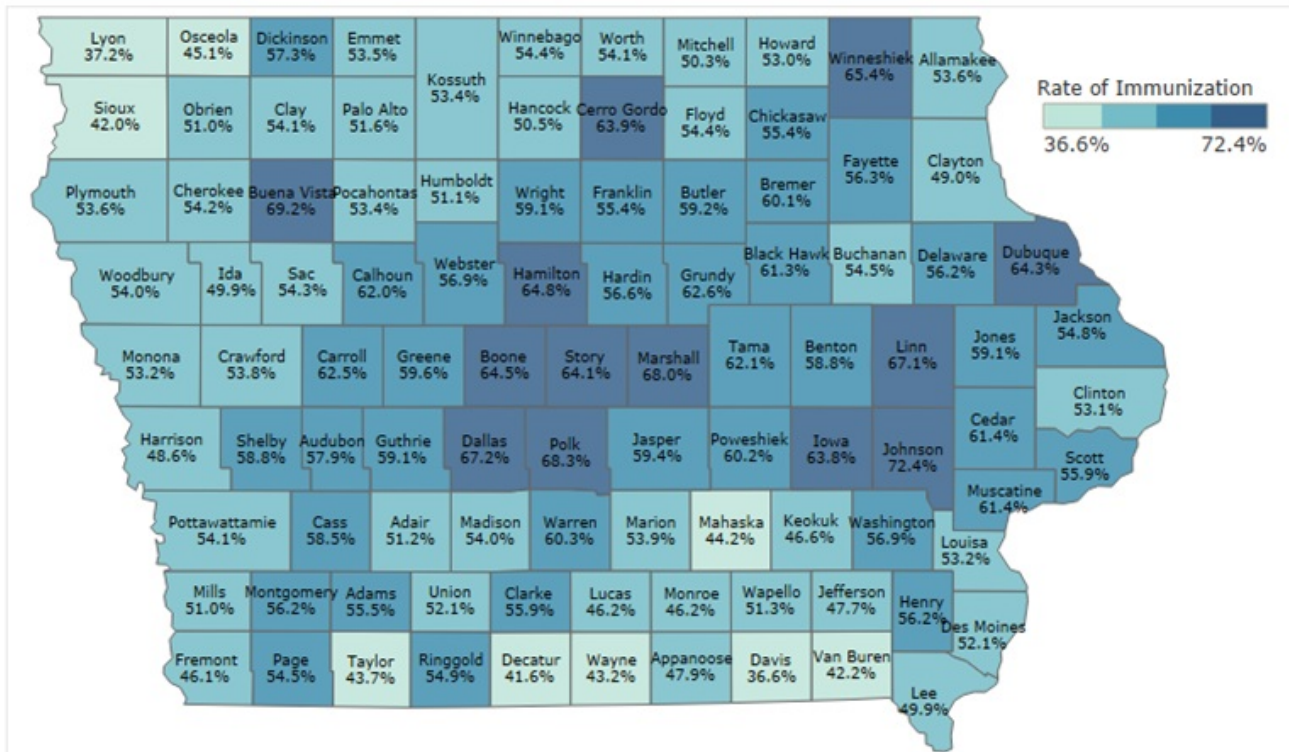 Lyon
37.2%
Osceola
45.1%
Dickinson
57.3%
Emmet
53.5%
Kossuth
53.4%
Winnebago
54.4%
Worth
54.1%
Mitchell
50.3%
Howard
53.0%
Winneshiek
65.4%
Allamakee
53.6%
Rate of Immunization
36.6%
72.4%
Sioux
42.0%
Obrien
51.0%
Clay
54.1%
Palo Alto
51.6%
Hancock
50.5%
Cerro Gordo
63.9%
Floyd
54.4%
Chickasaw
55.4%
Fayette
56.3%
Clayton
49.0%
Plymouth
53.6%
Cherokee
54.2%
Buena Vista
69.2%
Pocahontas
53.4%
Humboldt
51.1%
Wright
59.1%
Franklin
55.4%
Butler
59.2%
Bremer
60.1%
Woodbury
54.0%
Ida
49.9%
Sac
54.3%
Calhoun
62.0%
Webster
56.9%
Hamilton
64.8%
Hardin
56.6%
Grundy
62.6%
Black Hawk
61.3%
Buchanan
54.5%
Delaware
56.2%
Dubuque
64.3%
Monona
53.2%
Crawford
53.8%
Carroll
62.5%
Greene
59.6%
Boone
64.5%
Story
64.1%
Marshall
68.0%
Tama
62.1%
Benton
58.8%
Linn
67.1%
Jones
59.1%
Jackson
54.8%
Clinton
53.1%
Harrison
48.6%
Shelby
58.8%
Audubon
57.9%
Guthrie
59.1%
Dallas
67.2%
Polk
68.3%
Jasper
59.4%
Poweshiek
60.2%
Iowa
63.8%
Johnson
72.4%
Cedar
61.4%
Scott
55.9%
Muscatine
61.4%
Pottawattamie
54.1%
Cass
58.5%
Adair
51.2%
Madison
54.0%
Warren
60.3%
Marion
53.9%
Mahaska
44.2%
Keokuk
46.6%
Washington
56.9%
Louisa
53.2%
Mills
51.0%
Montgomery
56.2%
Adams
55.5%
Union
52.1%
Clarke
55.9%
Lucas
46.2%
Monroe
46.2%
Wapello
51.3%
Jefferson
47.7%
Henry
56.2%
Des Moines
52.1%
Fremont
46.1%
Page
54.5%
Taylor
43.7%
Ringgold
54.9%
Decatur
41.6%
Wayne
43.2%
Appanoose
47.9%
Davis
36.6%
Van Buren
42.2%
Lee
49.9%